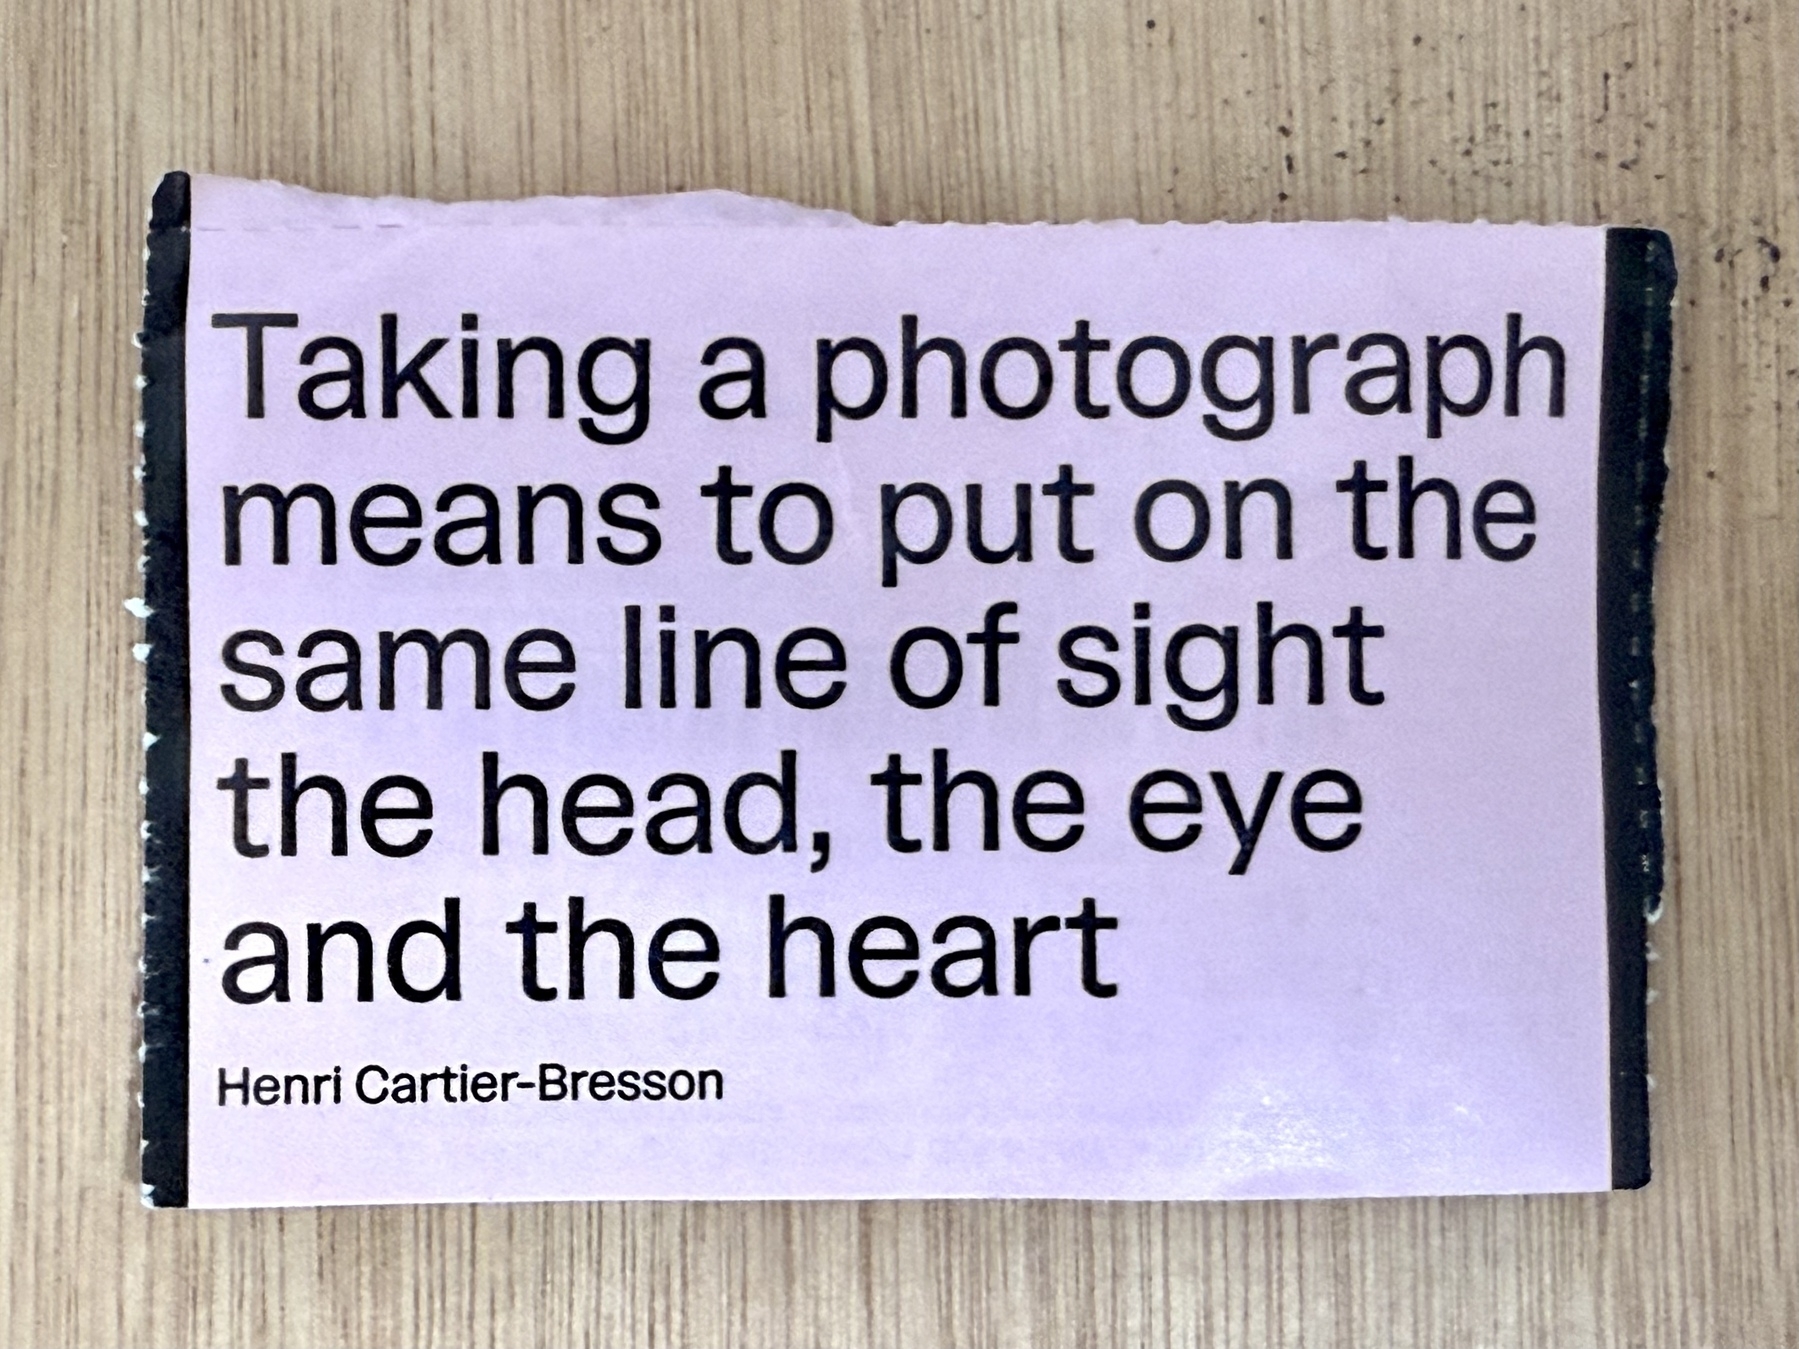 Taking a photograph
means to put on the
same line of sight
the head, the eye
and the heart
Henri Cartier-Bresson